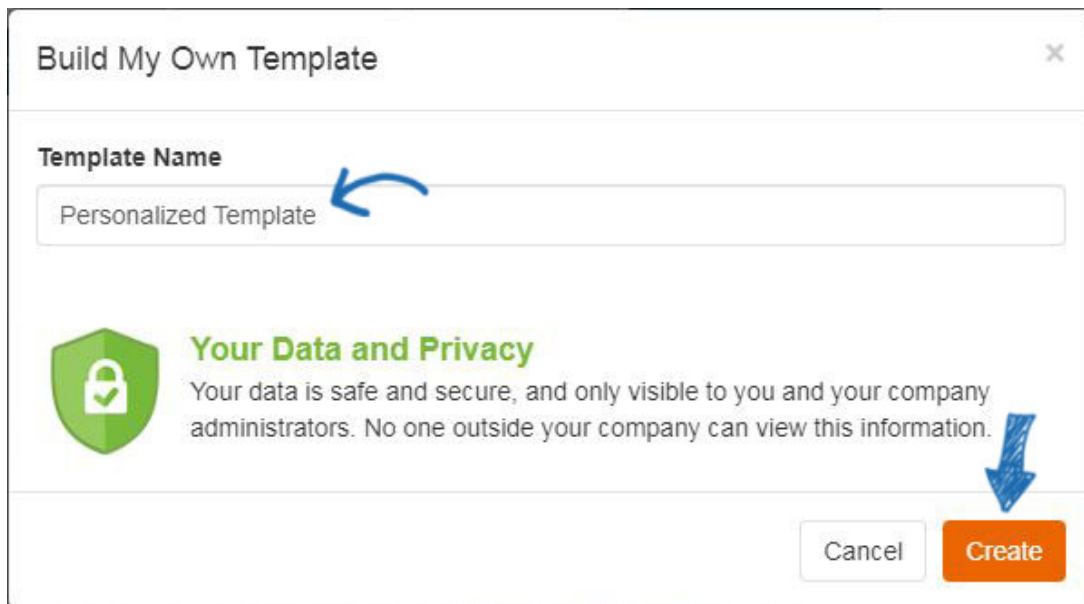 Build My Own Template
×
Template Name
Personalized Template
Your Data and Privacy
Your data is safe and secure, and only visible to you and your company
administrators. No one outside your company can view this information.
Cancel Create